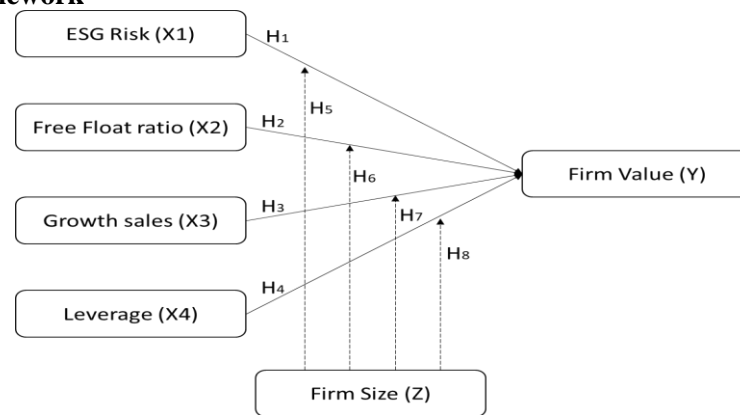 ESG Risk (X1)
H1
H5
Free Float ratio (X2)
H2
H6
Firm Value (Y)
Growth sales (X3)
H3
H7
H8
Leverage (X4)
H4
Firm Size (Z)